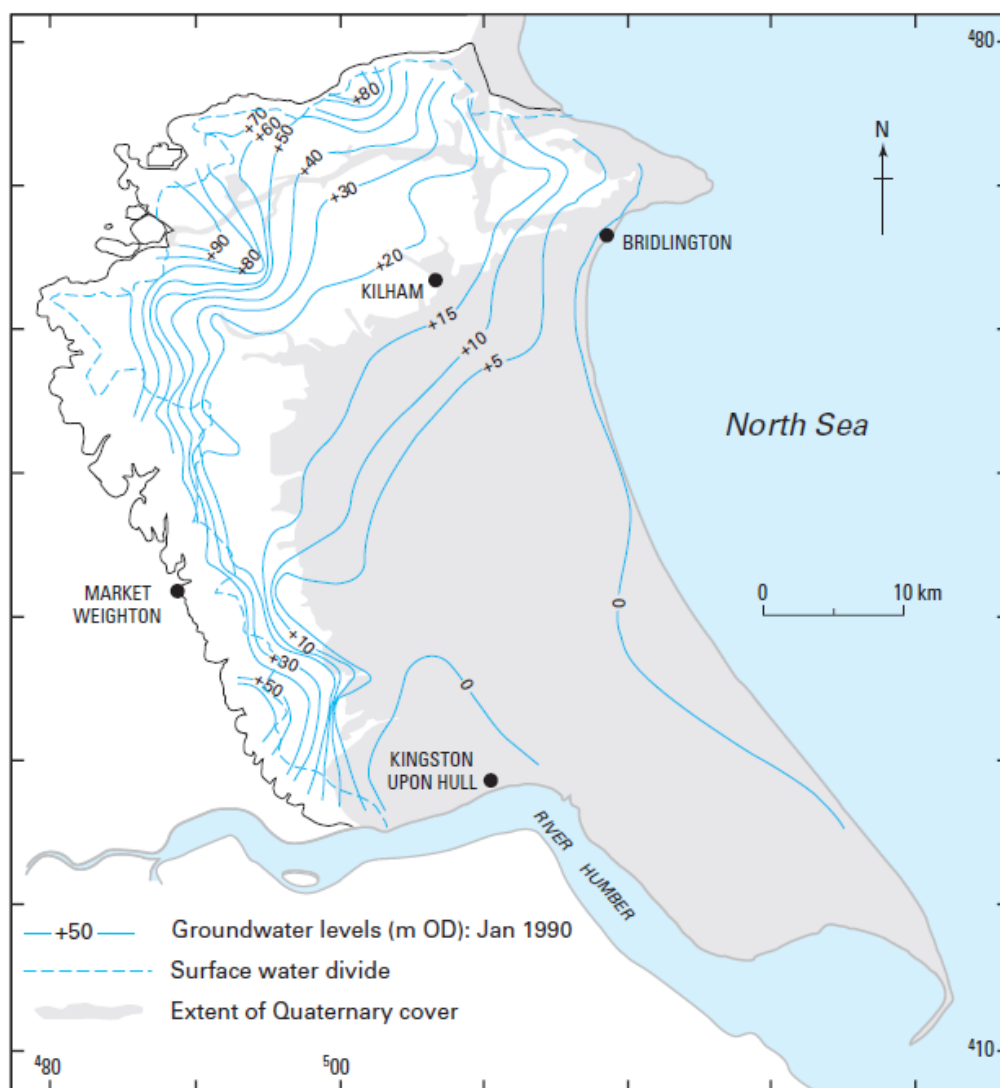 ⁴80
N
+80
+70
+60
+50
+40
+30
+90
+80
+20
BRIDLINGTON
KILHAM
+15
+10
+5
North Sea
0 10 km
MARKET
WEIGHTON
0
+10
+30
+50
0
KINGSTON
UPON HULL
RIVER HUMBER
+50 Groundwater levels (m OD): Jan 1990
Surface water divide
Extent of Quaternary cover
⁴80 ⁵00 ⁴10